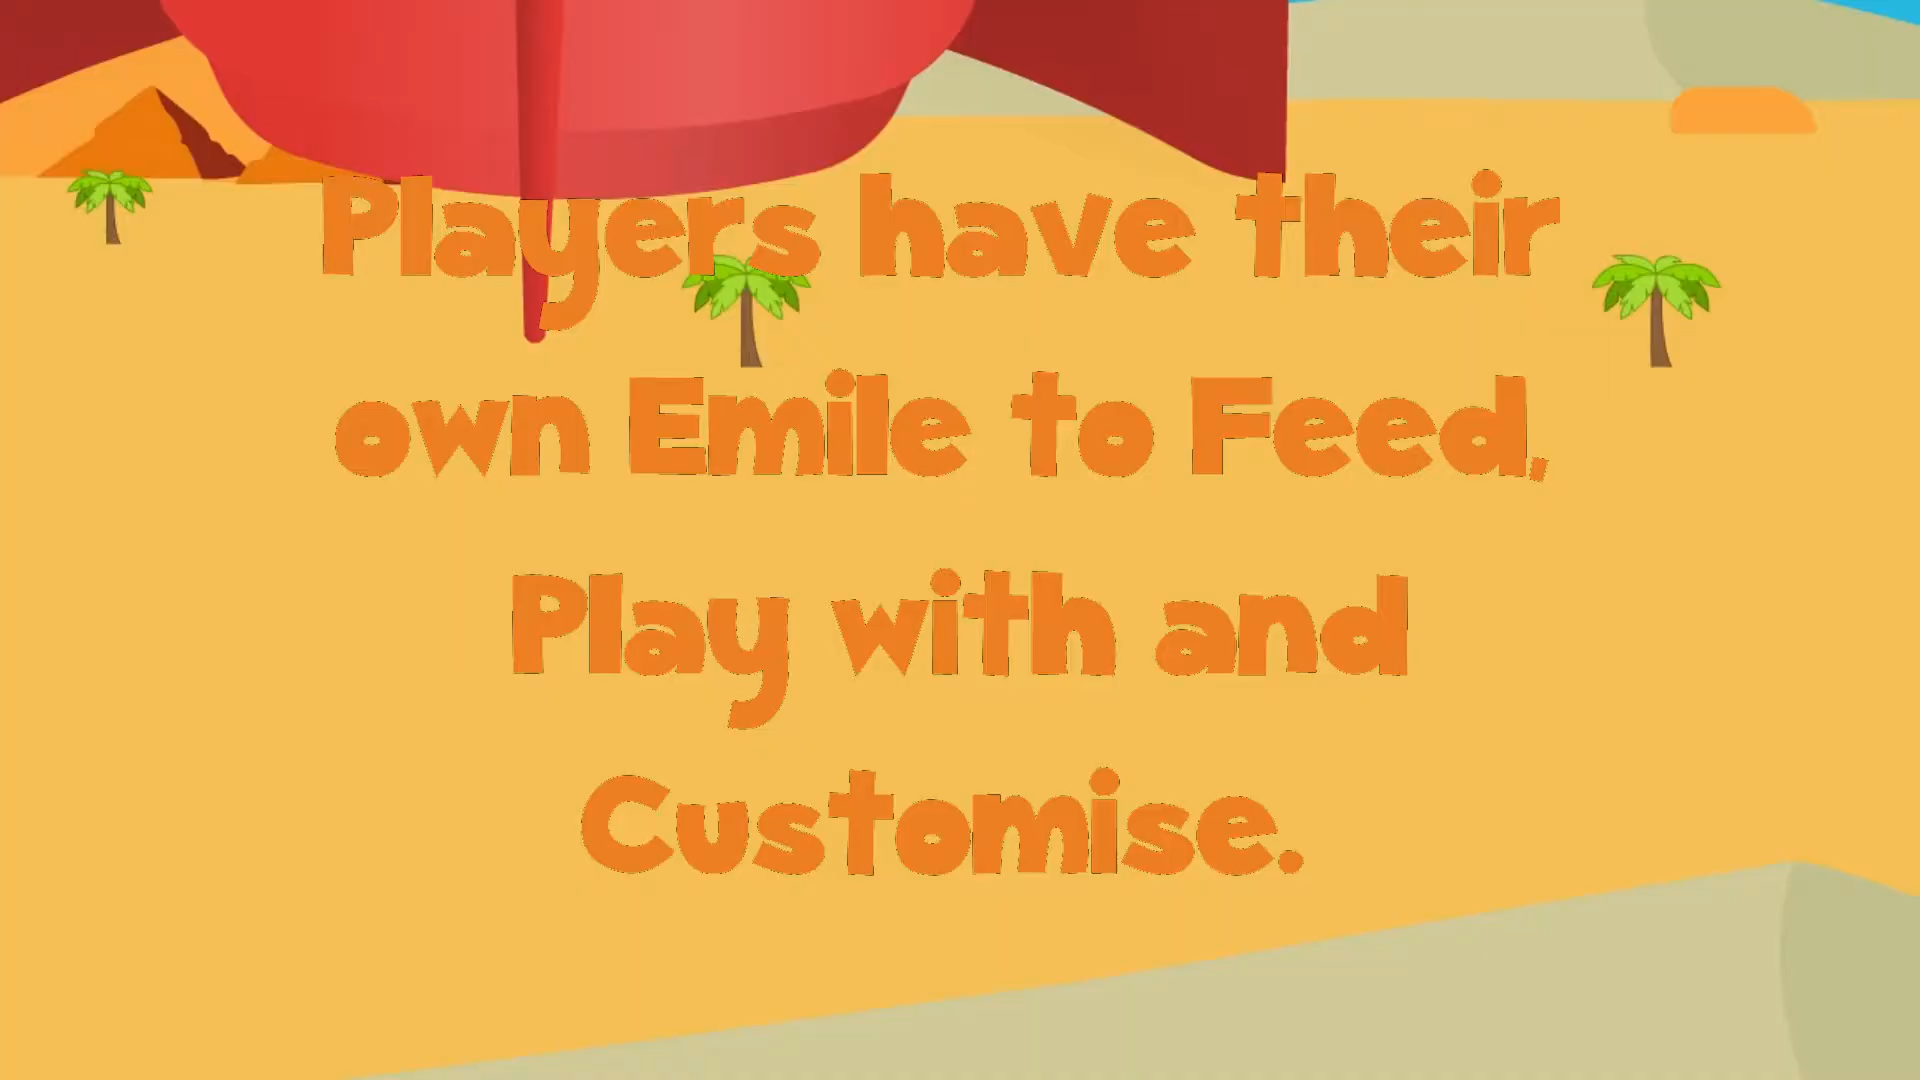 Players have their
own Emile to Feed,
Play with and
Customise.